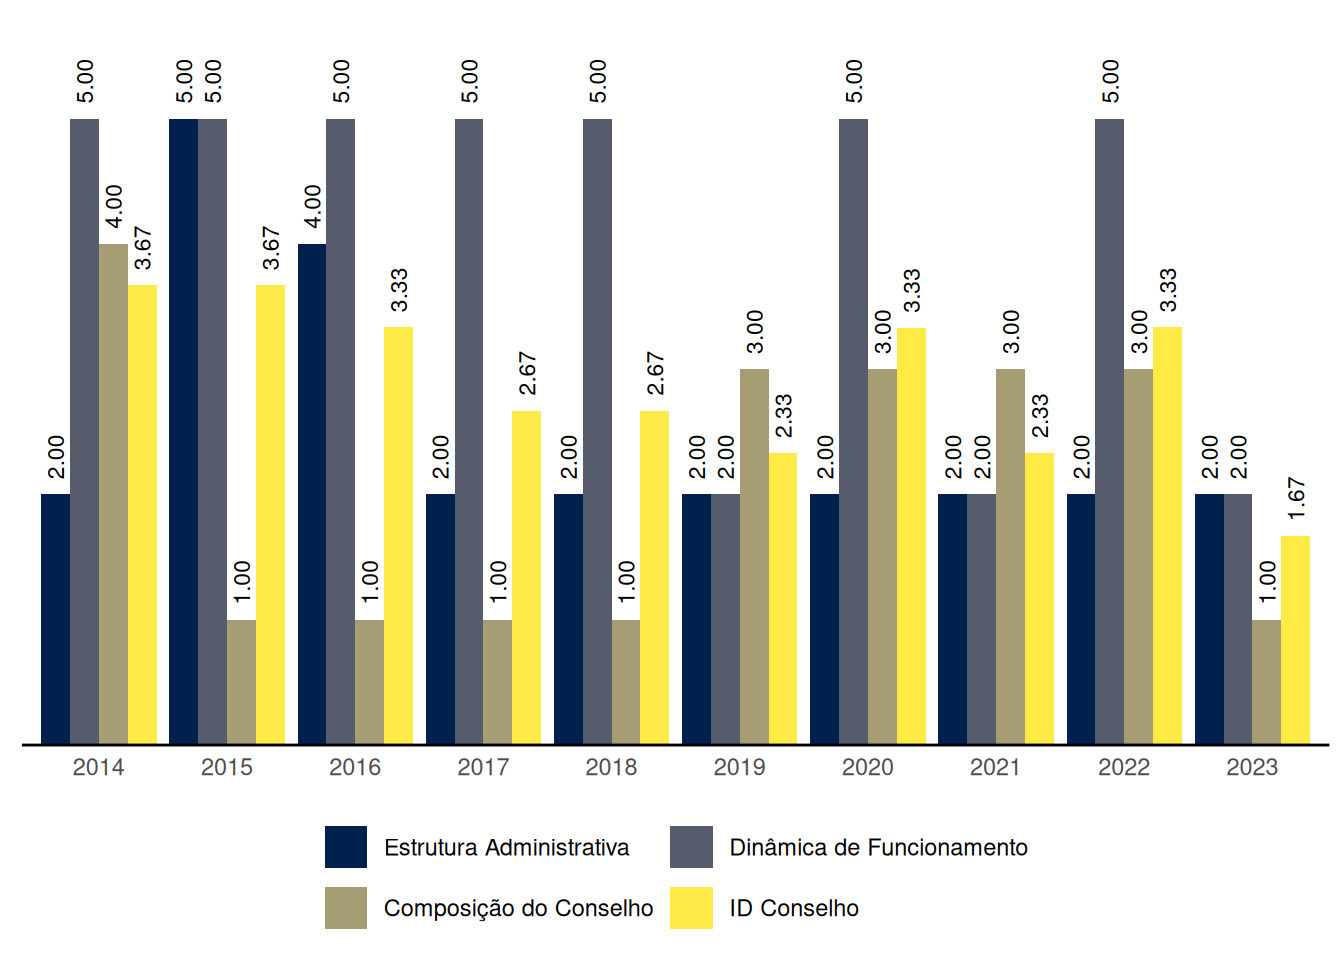 2.00 5.00 4.00 3.67
5.00 5.00 1.00 3.67
4.00 5.00 1.00 3.33
2.00 5.00 1.00 2.67
2.00 5.00 1.00 2.67
2.00 2.00 3.00 2.33
2.00 5.00 3.00 3.33
2.00 2.00 3.00 2.33
2.00 5.00 3.00 3.33
2.00 2.00 1.00 1.67
2014 2015 2016 2017 2018 2019 2020 2021 2022 2023
Estrutura Administrativa Dinâmica de Funcionamento
Composição do Conselho ID Conselho